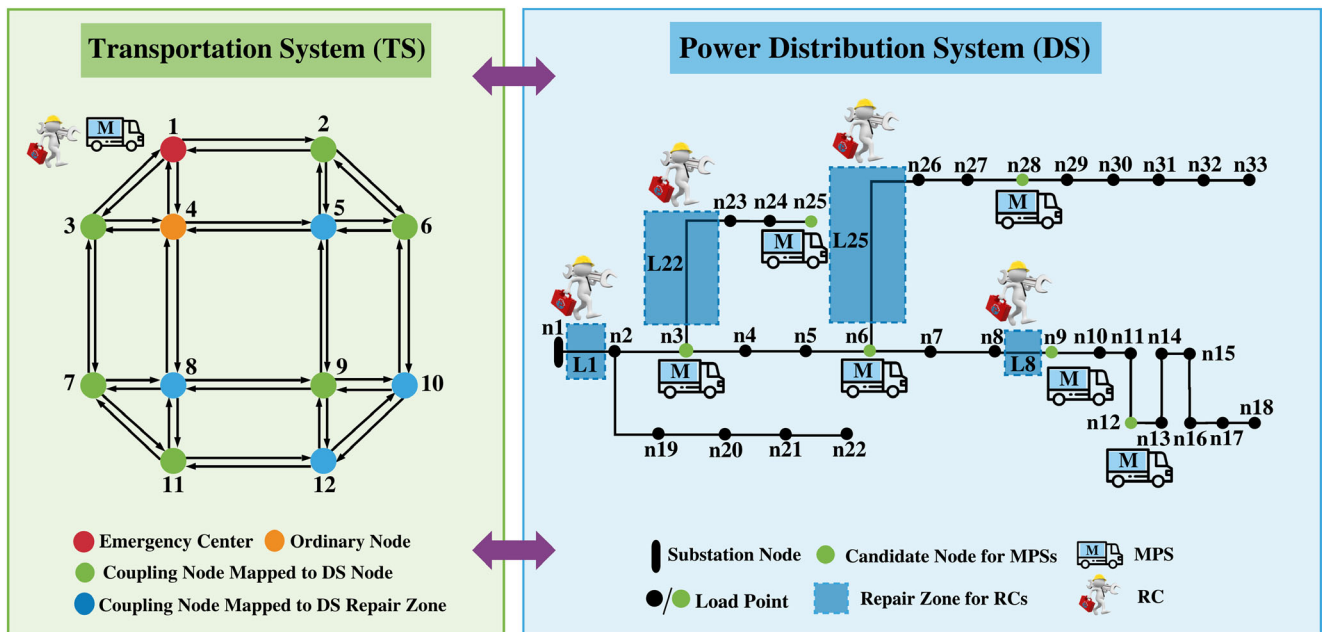 Transportation System (TS)
Power Distribution System (DS)
M
1
2
3
4
5
6
7
8
9
10
11
12
Emergency Center
Ordinary Node
Coupling Node Mapped to DS Node
Coupling Node Mapped to DS Repair Zone
n26
n27
n28
n29
n30
n31
n32
n33
M
n23
n24
n25
M
L22
L25
n1
n2
n3
n4
n5
n6
n7
n8
n9
n10
n11
n14
n15
L1
L8
M
M
M
n12
n13
n16
n17
n18
M
n19
n20
n21
n22
Substation Node
Candidate Node for MPSs
M
MPS
/
Load Point
Repair Zone for RCs
RC